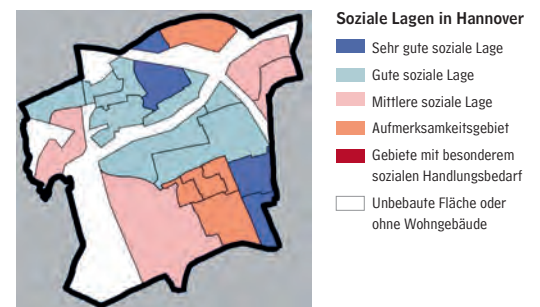 Soziale Lagen in Hannover
Sehr gute soziale Lage
Gute soziale Lage
Mittlere soziale Lage
Aufmerksamkeitsgebiet
Gebiete mit besonderem
sozialen Handlungsbedarf
Unbebaute Fläche oder
ohne Wohngebäude